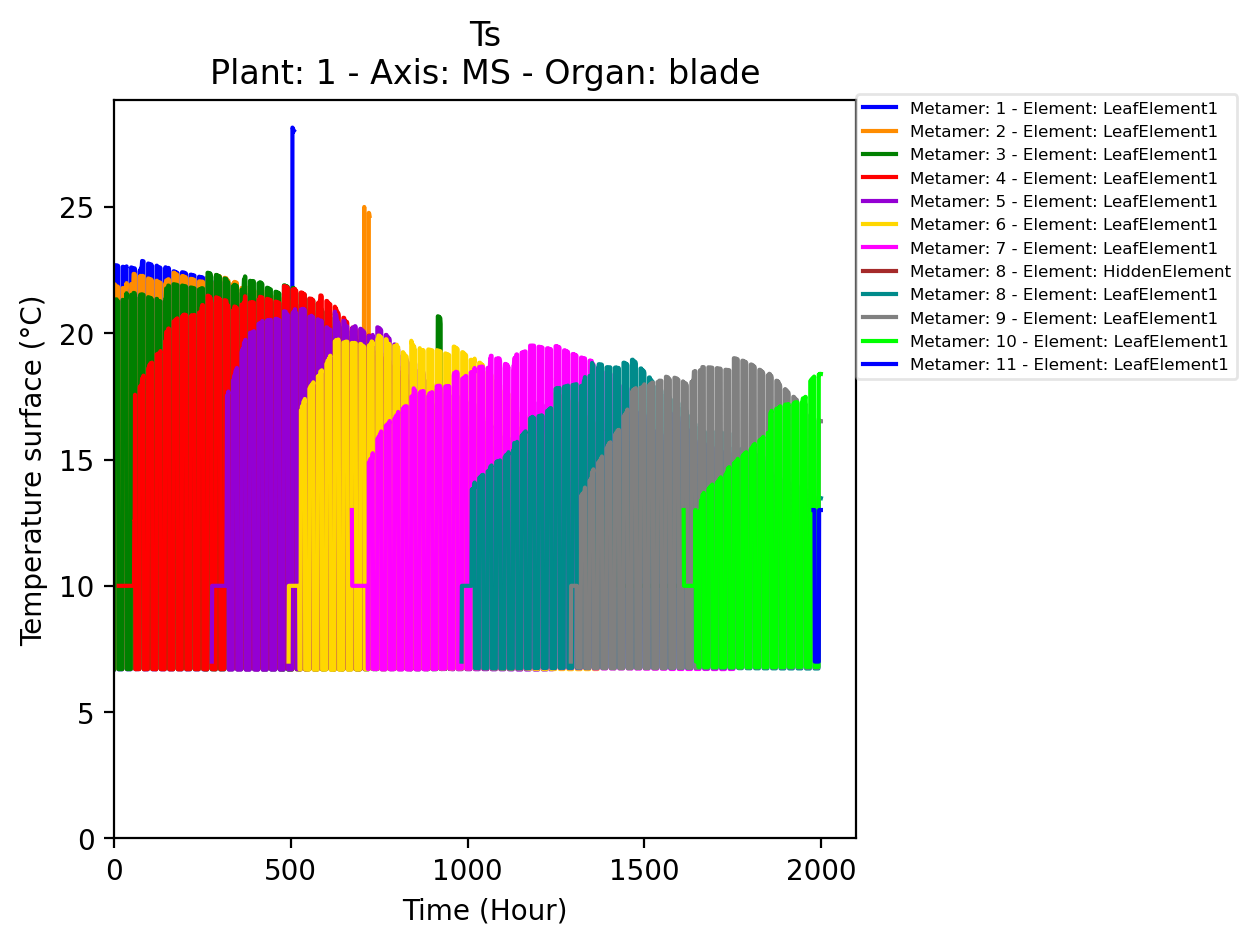 Ts
Plant: 1 - Axis: MS - Organ: blade
Metamer: 1 - Element: LeafElement1
Metamer: 2 - Element: LeafElement1
Metamer: 3 - Element: LeafElement1
Metamer: 4 - Element: LeafElement1
Metamer: 5 - Element: LeafElement1
Metamer: 6 - Element: LeafElement1
Metamer: 7 - Element: LeafElement1
Metamer: 8 - Element: HiddenElement
Metamer: 8 - Element: LeafElement1
Metamer: 9 - Element: LeafElement1
Metamer: 10 - Element: LeafElement1
Metamer: 11 - Element: LeafElement1
Temperature surface (°C)
25
20
15
10
5
0
0 500 1000 1500 2000
Time (Hour)